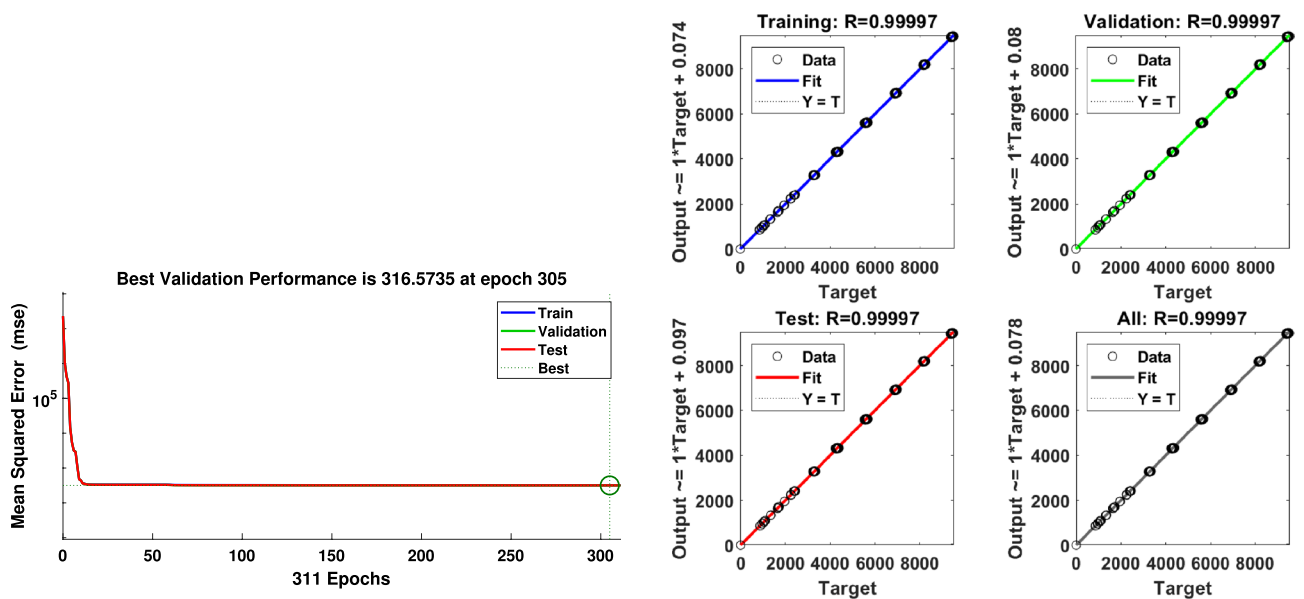 Best Validation Performance is 316.5735 at epoch 305
Mean Squared Error (mse)
10^5
Train
Validation
Test
Best
0 50 100 150 200 250 300
311 Epochs
Training: R=0.99997
Output ~= 1*Target + 0.074
Data
Fit
Y = T
8000
6000
4000
2000
0
0 2000 4000 6000 8000
Target
Validation: R=0.99997
Output ~= 1*Target + 0.08
Data
Fit
Y = T
8000
6000
4000
2000
0
0 2000 4000 6000 8000
Target
Test: R=0.99997
Output ~= 1*Target + 0.097
Data
Fit
Y = T
8000
6000
4000
2000
0
0 2000 4000 6000 8000
Target
All: R=0.99997
Output ~= 1*Target + 0.078
Data
Fit
Y = T
8000
6000
4000
2000
0
0 2000 4000 6000 8000
Target